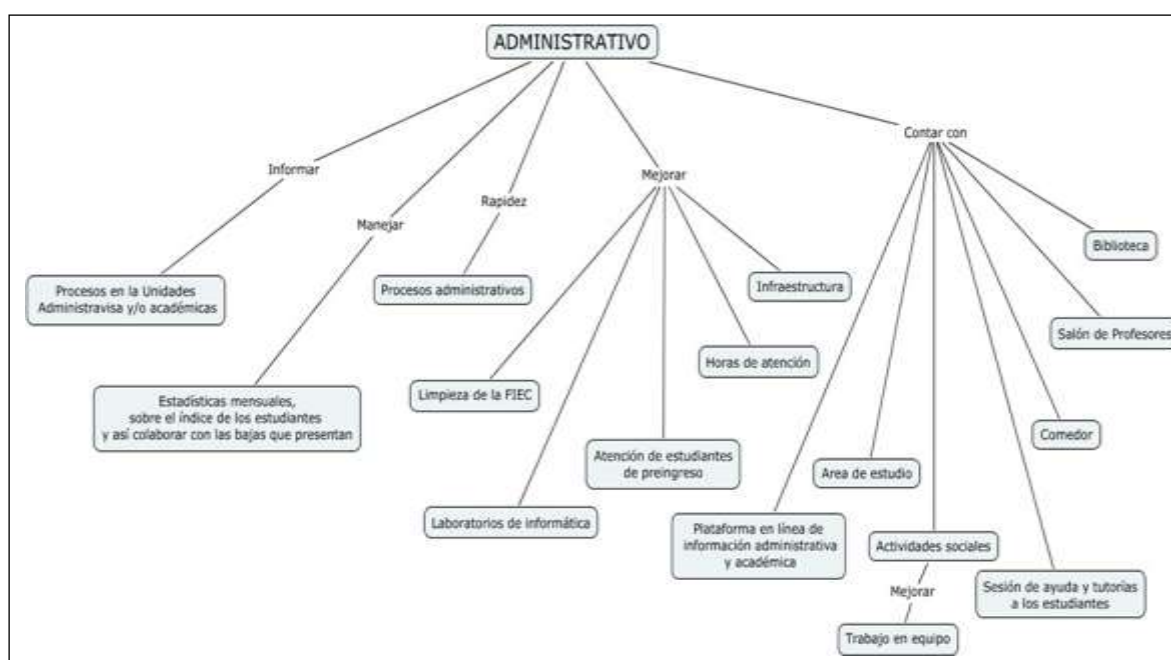 ADMINISTRATIVO
Informar
Procesos en la Unidades
Administravisa y/o académicas
Manejar
Estadísticas mensuales,
sobre el índice de los estudiantes
y así colaborar con las bajas que presentan
Rapidez
Procesos administrativos
Mejorar
Limpieza de la FIEC
Laboratorios de informática
Atención de estudiantes
de preingreso
Horas de atención
Infraestructura
Contar con
Plataforma en línea de
información administrativa
y académica
Area de estudio
Actividades sociales
Mejorar
Trabajo en equipo
Sesión de ayuda y tutorías
a los estudiantes
Comedor
Salón de Profesores
Biblioteca